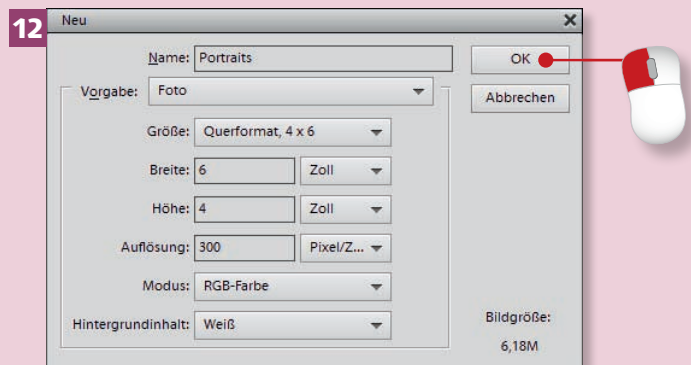 12
Neu
Name: Portraits
OK
Vorgabe: Foto
Abbrechen
Größe: Querformat, 4 x 6
Breite: 6 Zoll
Höhe: 4 Zoll
Auflösung: 300 Pixel/Z...
Modus: RGB-Farbe
Hintergrundinhalt: Weiß
Bildgröße:
6,18M